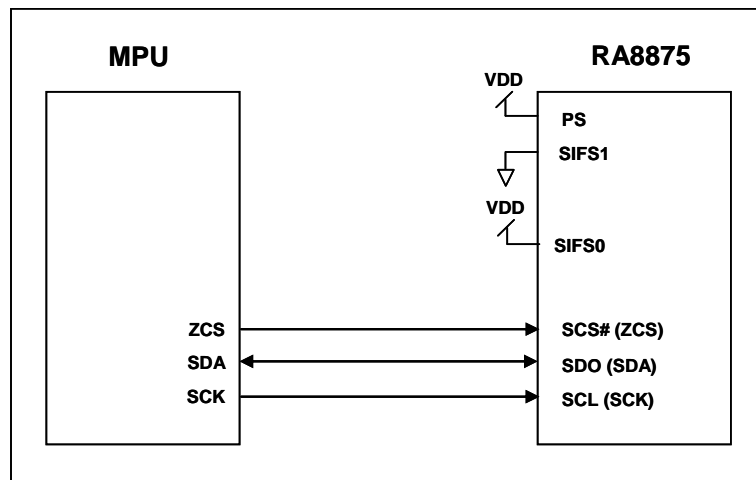 MPU
RA8875
VDD
PS
SIFS1
VDD
SIFS0
ZCS
SCS# (ZCS)
SDA
SDO (SDA)
SCK
SCL (SCK)